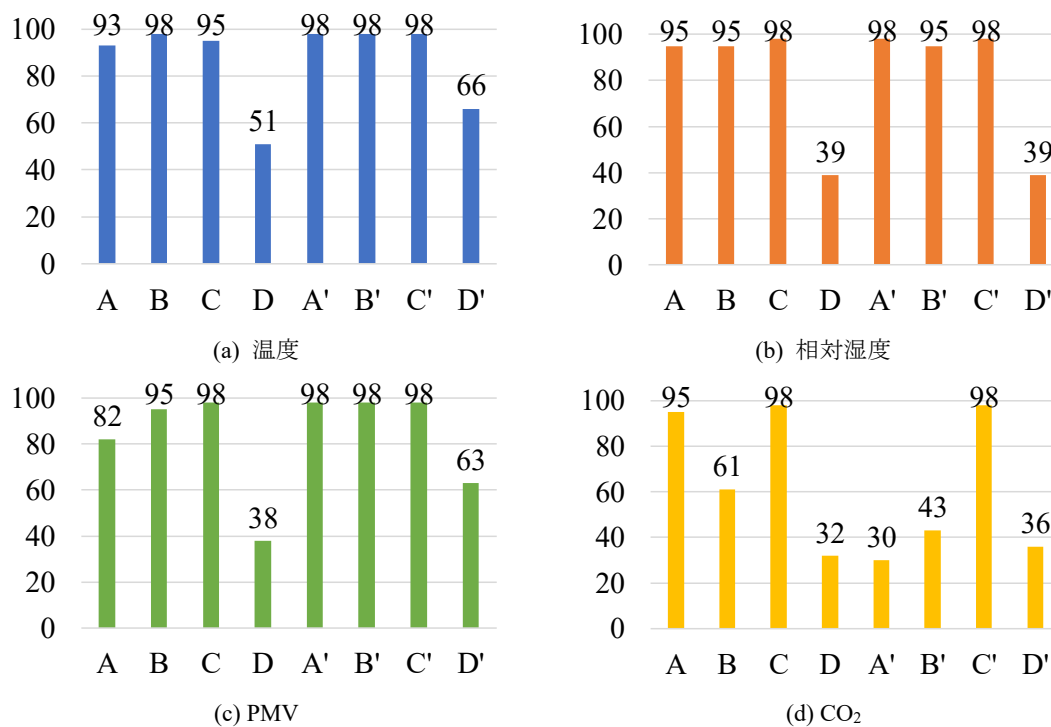 93 98 95 51 98 98 98 66
100
80
60
40
20
0
A B C D A' B' C' D'
(a) 温度
95 95 98 39 98 95 98 39
100
80
60
40
20
0
A B C D A' B' C' D'
(b) 相対湿度
82 95 98 38 98 98 98 63
100
80
60
40
20
0
A B C D A' B' C' D'
(c) PMV
95 61 98 32 30 43 98 36
100
80
60
40
20
0
A B C D A' B' C' D'
(d) CO₂